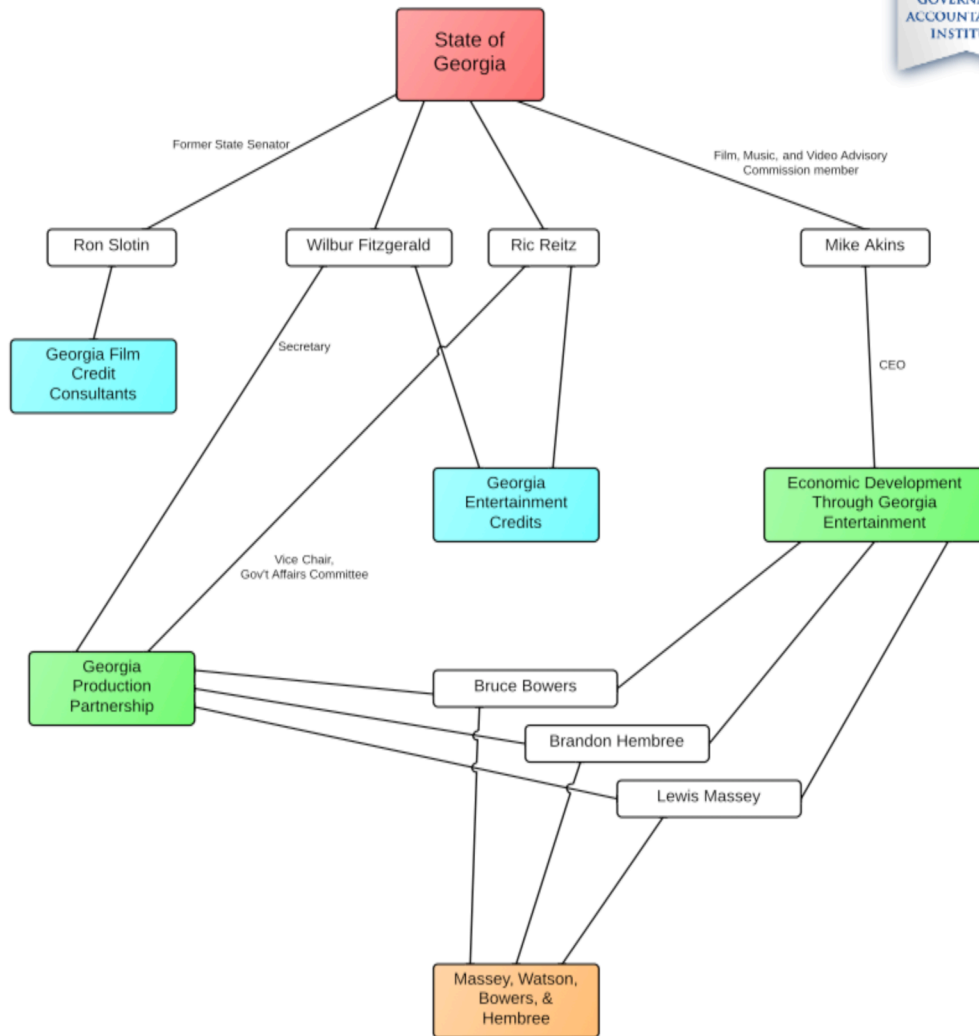 State of
Georgia
Former State Senator
Film, Music, and Video Advisory
Commission member
Ron Slotin
Wilbur Fitzgerald
Ric Reitz
Mike Akins
Georgia Film
Credit
Consultants
Secretary
CEO
Georgia
Entertainment
Credits
Economic Development
Through Georgia
Entertainment
Vice Chair,
Gov't Affairs Committee
Georgia
Production
Partnership
Bruce Bowers
Brandon Hembree
Lewis Massey
Massey, Watson,
Bowers, &
Hembree